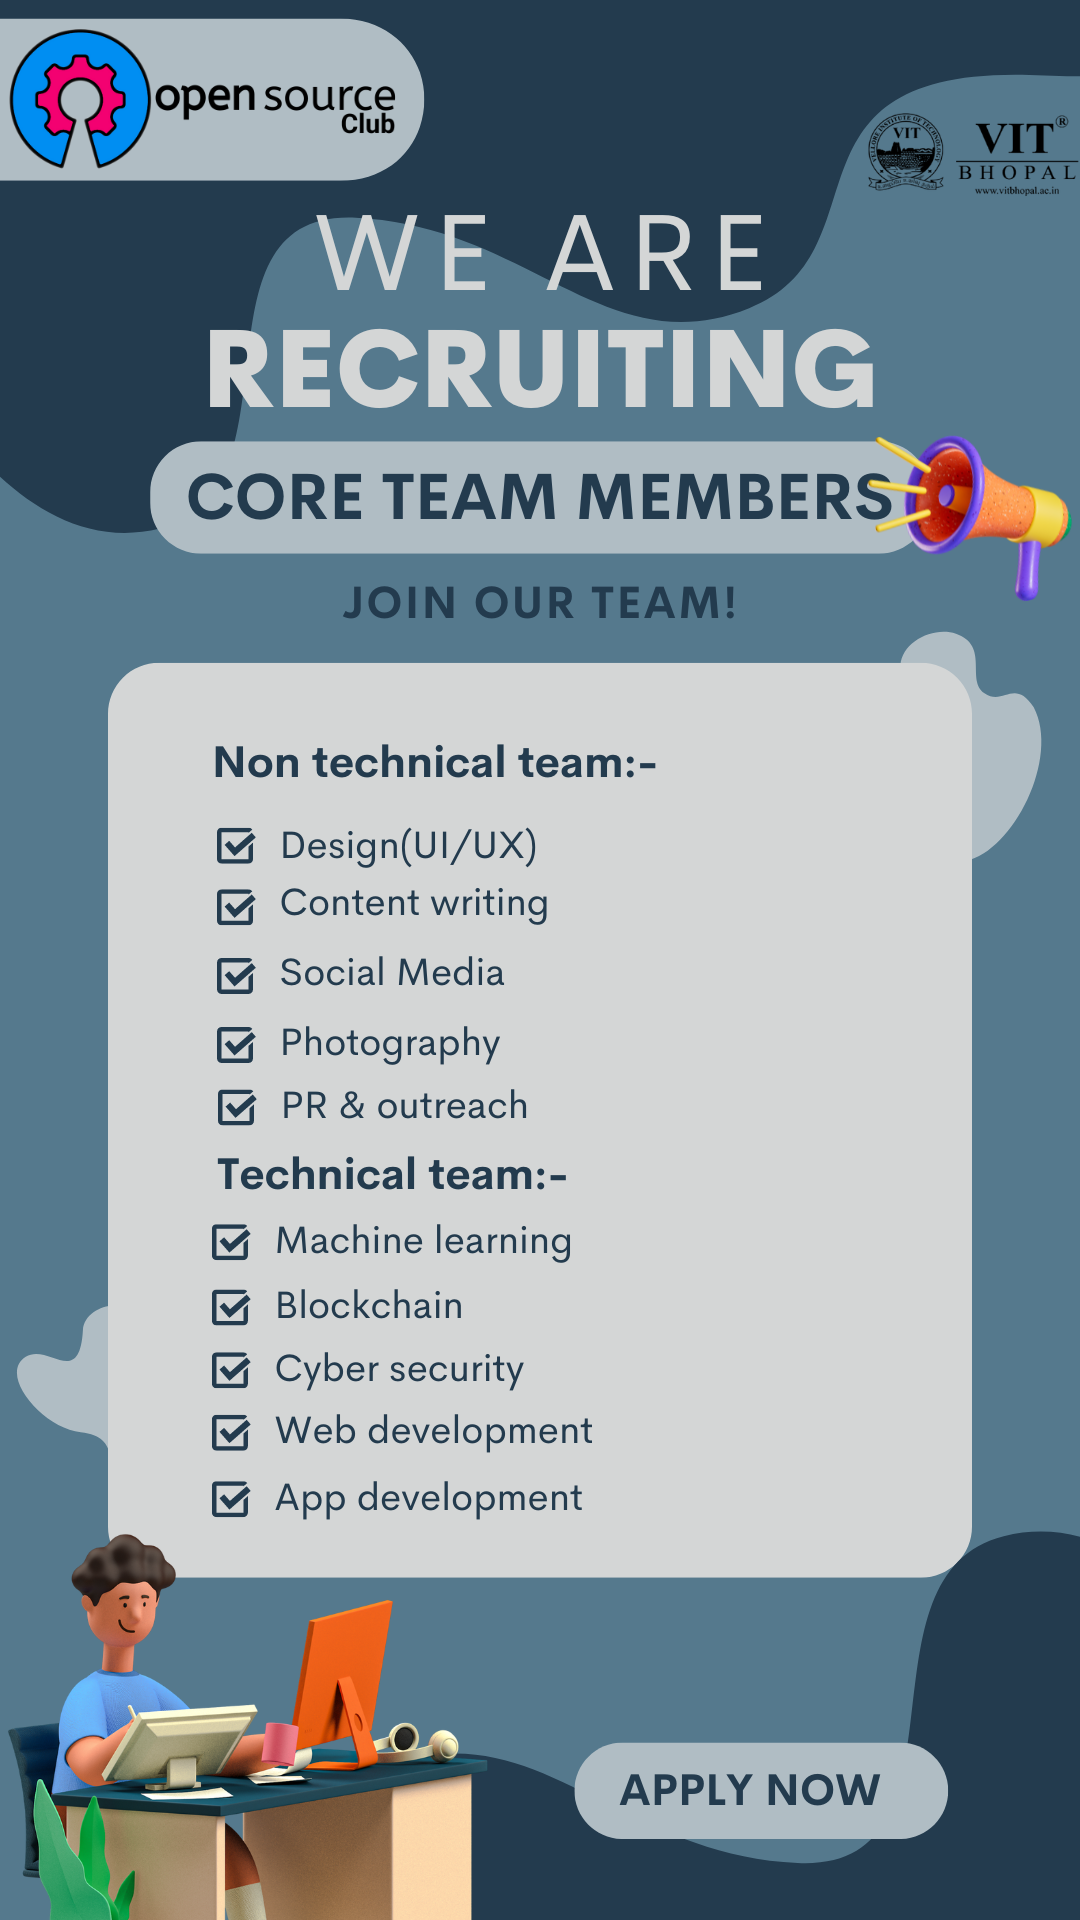 open source
Club
VIT
VIT®
BHOPAL
www.vitbhopal.ac.in
WE ARE
RECRUITING
CORE TEAM MEMBERS
JOIN OUR TEAM!
Non technical team:-
Design(UI/UX)
Content writing
Social Media
Photography
PR & outreach
Technical team:-
Machine learning
Blockchain
Cyber security
Web development
App development
APPLY NOW